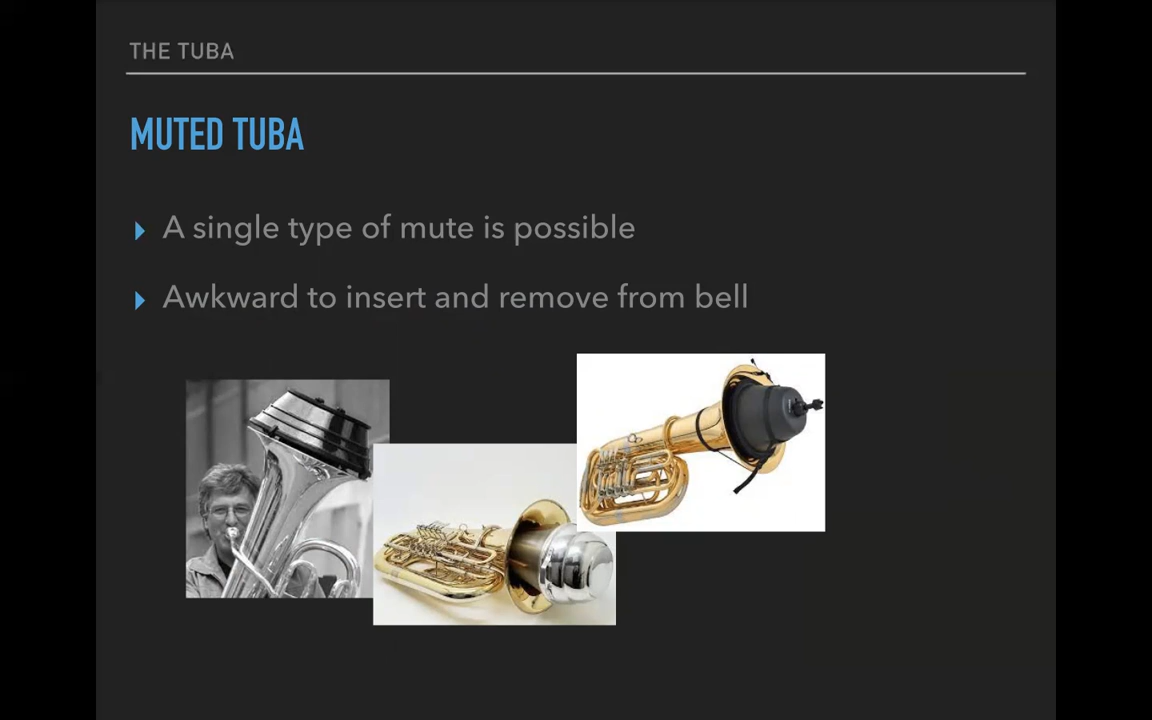 THE TUBA
MUTED TUBA
A single type of mute is possible
Awkward to insert and remove from bell